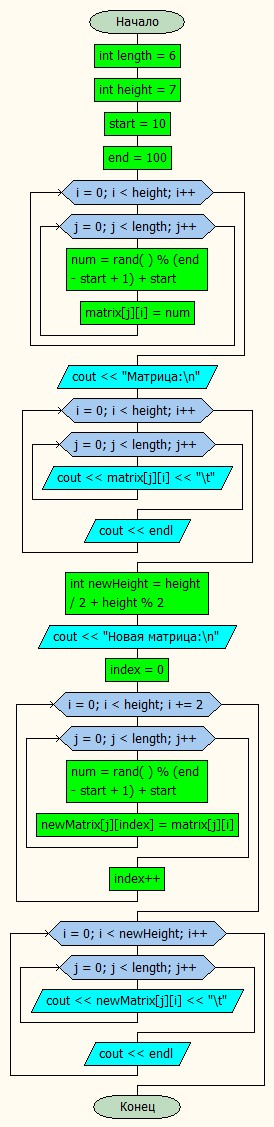 Начало
int length = 6
int height = 7
start = 10
end = 100
i = 0; i < height; i++
j = 0; j < length; j++
num = rand( ) % (end
- start + 1) + start
matrix[j][i] = num
cout << "Матрица:\n"
i = 0; i < height; i++
j = 0; j < length; j++
cout << matrix[j][i] << "\t"
cout << endl
int newHeight = height
/ 2 + height % 2
cout << "Новая матрица:\n"
index = 0
i = 0; i < height; i += 2
j = 0; j < length; j++
num = rand( ) % (end
- start + 1) + start
newMatrix[j][index] = matrix[j][i]
index++
i = 0; i < newHeight; i++
j = 0; j < length; j++
cout << newMatrix[j][i] << "\t"
cout << endl
Конец